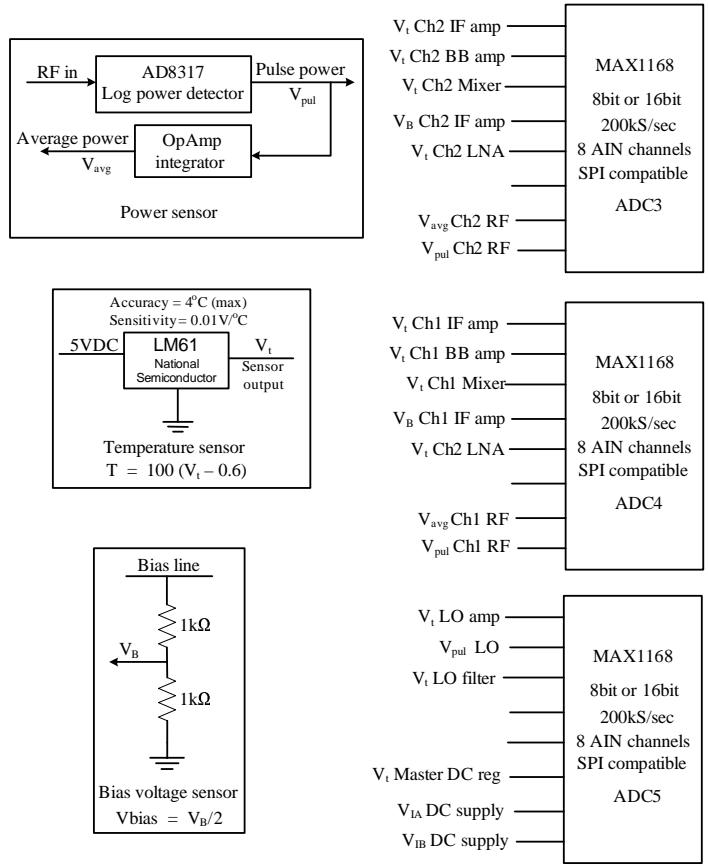 RF in
AD8317
Log power detector
Pulse power
V_pul
Average power
V_avg
OpAmp
integrator
Power sensor
Accuracy = 4°C (max)
Sensitivity = 0.01V/°C
5VDC
LM61
National
Semiconductor
V_t
Sensor
output
Temperature sensor
T = 100 (V_t – 0.6)
Bias line
1kΩ
V_B
1kΩ
Bias voltage sensor
Vbias = V_B/2
V_t Ch2 IF amp
V_t Ch2 BB amp
V_t Ch2 Mixer
V_B Ch2 IF amp
V_t Ch2 LNA
V_avg Ch2 RF
V_pul Ch2 RF
MAX1168
8bit or 16bit
200kS/sec
8 AIN channels
SPI compatible
ADC3
V_t Ch1 IF amp
V_t Ch1 BB amp
V_t Ch1 Mixer
V_B Ch1 IF amp
V_t Ch2 LNA
V_avg Ch1 RF
V_pul Ch1 RF
MAX1168
8bit or 16bit
200kS/sec
8 AIN channels
SPI compatible
ADC4
V_t LO amp
V_pul LO
V_t LO filter
V_t Master DC reg
V_IA DC supply
V_IB DC supply
MAX1168
8bit or 16bit
200kS/sec
8 AIN channels
SPI compatible
ADC5